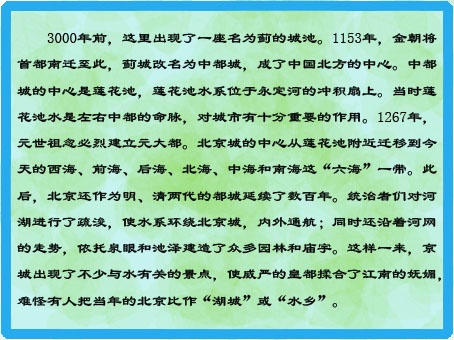 3000年前，这里出现了一座名为蓟的城池。1153年，金朝将
首都南迁至此，蓟城改名为中都城，成了中国北方的中心。中都
城的中心是莲花池，莲花池水系位于永定河的冲积扇上。当时莲
花池水是左右中都的命脉，对城市有十分重要的作用。1267年，
元世祖忽必烈建立元大都。北京城的中心从莲花池附近迁移到今
天的西海、前海、后海、北海、中海和南海这“六海”一带。此
后，北京还作为明、清两代的都城延续了数百年。统治者们对河
湖进行了疏浚，使水系环绕北京城，内外通航；同时还沿着河网
的走势，依托泉眼和池泽建造了众多园林和庙宇。这样一来，京
城出现了不少与水有关的景点，使威严的皇都揉合了江南的妩媚，
难怪有人把当年的北京比作“湖城”或“水乡”。